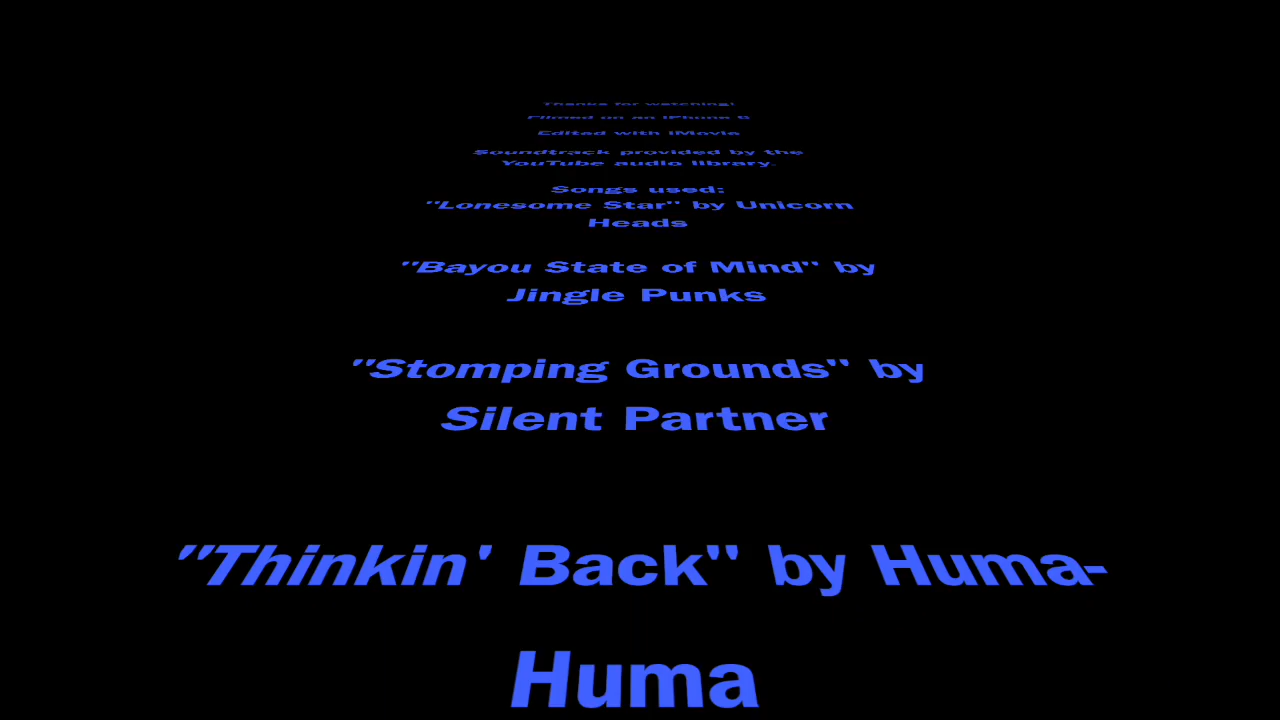 Thanks for watching!
Filmed on an iPhone 6
Edited with iMovie
Soundtrack provided by the
YouTube audio library.
Songs used:
"Lonesome Star" by Unicorn
Heads
"Bayou State of Mind" by
Jingle Punks
"Stomping Grounds" by
Silent Partner
"Thinkin' Back" by Huma-
Huma